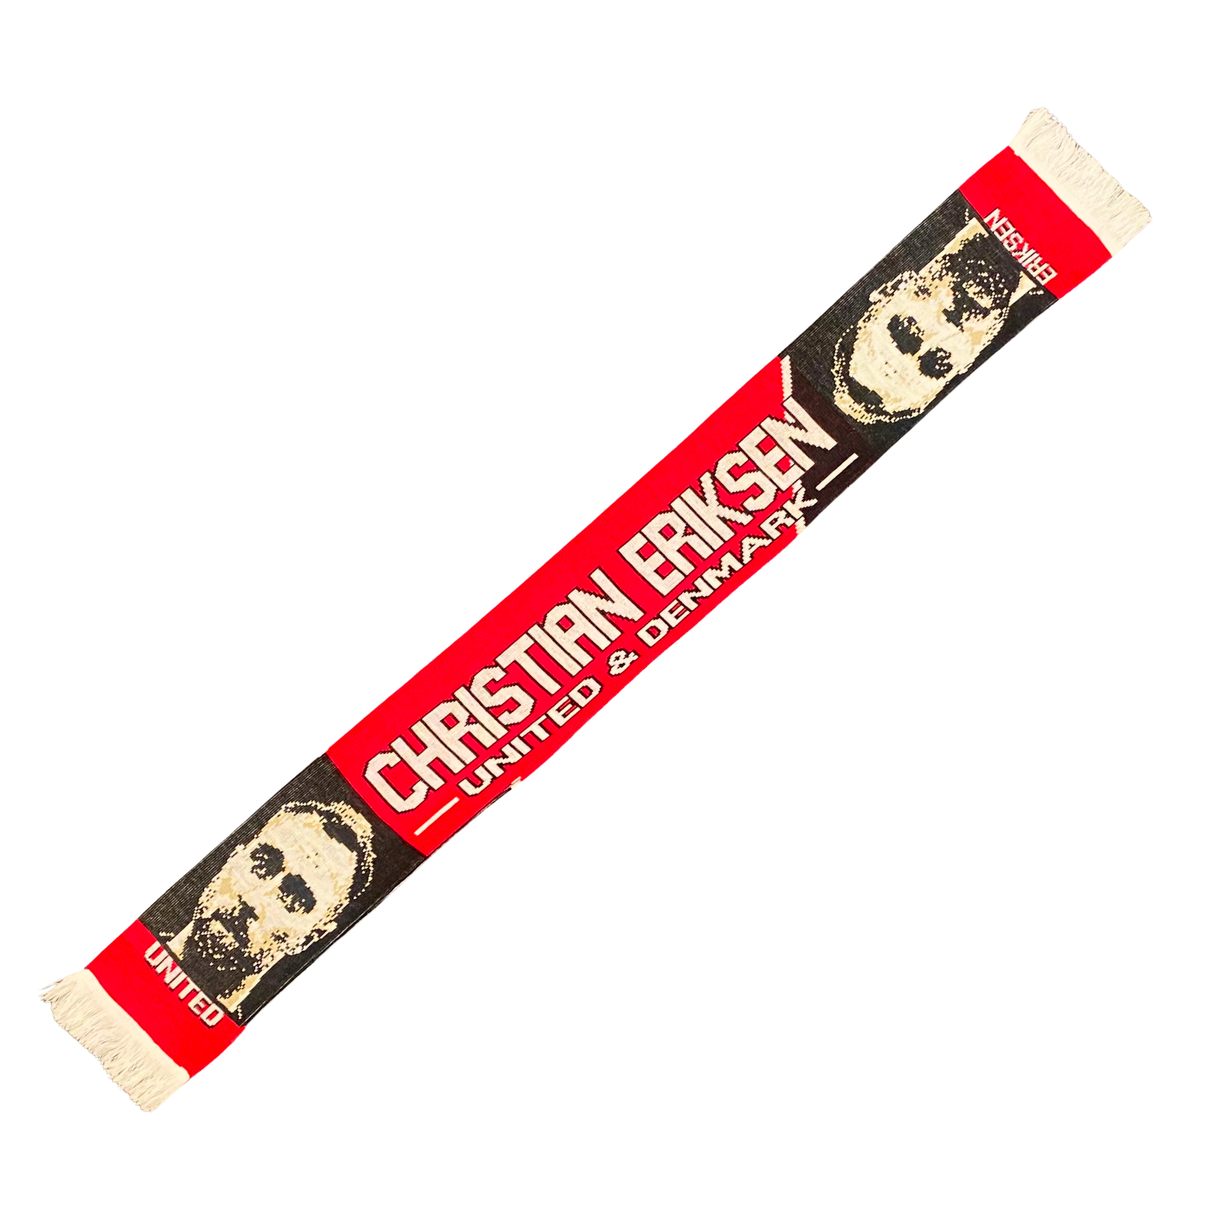 ERIKSEN
CHRISTIAN ERIKSEN
UNITED & DENMARK
UNITED